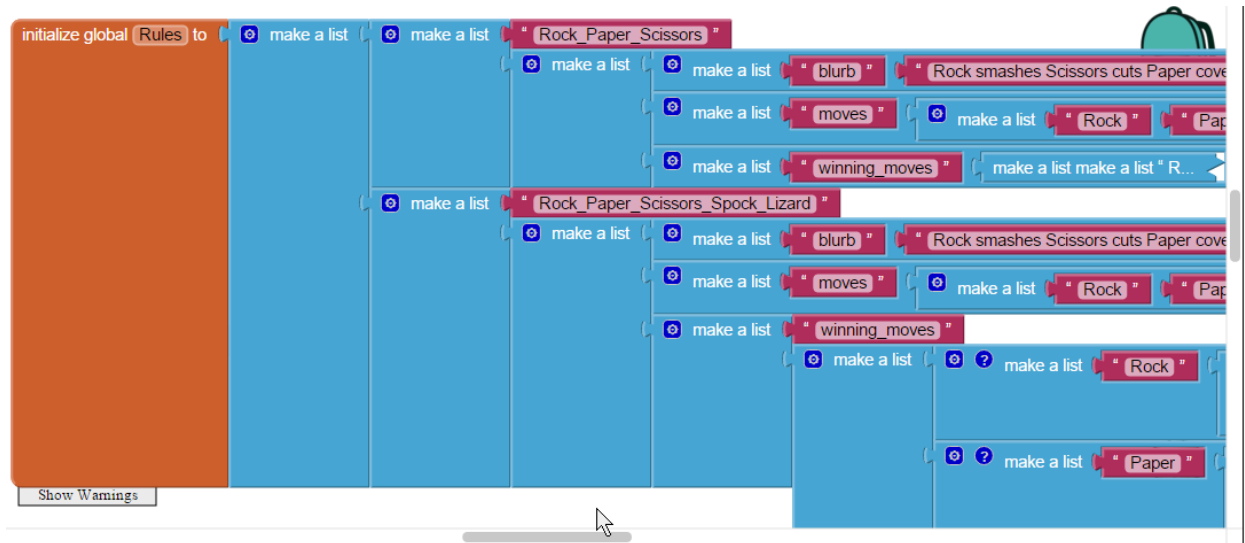 initialize global Rules to make a list make a list " Rock_Paper_Scissors "
make a list make a list " blurb " " Rock smashes Scissors cuts Paper cove
make a list " moves " make a list " Rock " " Pap
make a list " winning_moves " make a list make a list " R...
make a list " Rock_Paper_Scissors_Spock_Lizard "
make a list make a list " blurb " " Rock smashes Scissors cuts Paper cove
make a list " moves " make a list " Rock " " Pap
make a list " winning_moves "
make a list ? make a list " Rock "
? make a list " Paper "
Show Warnings